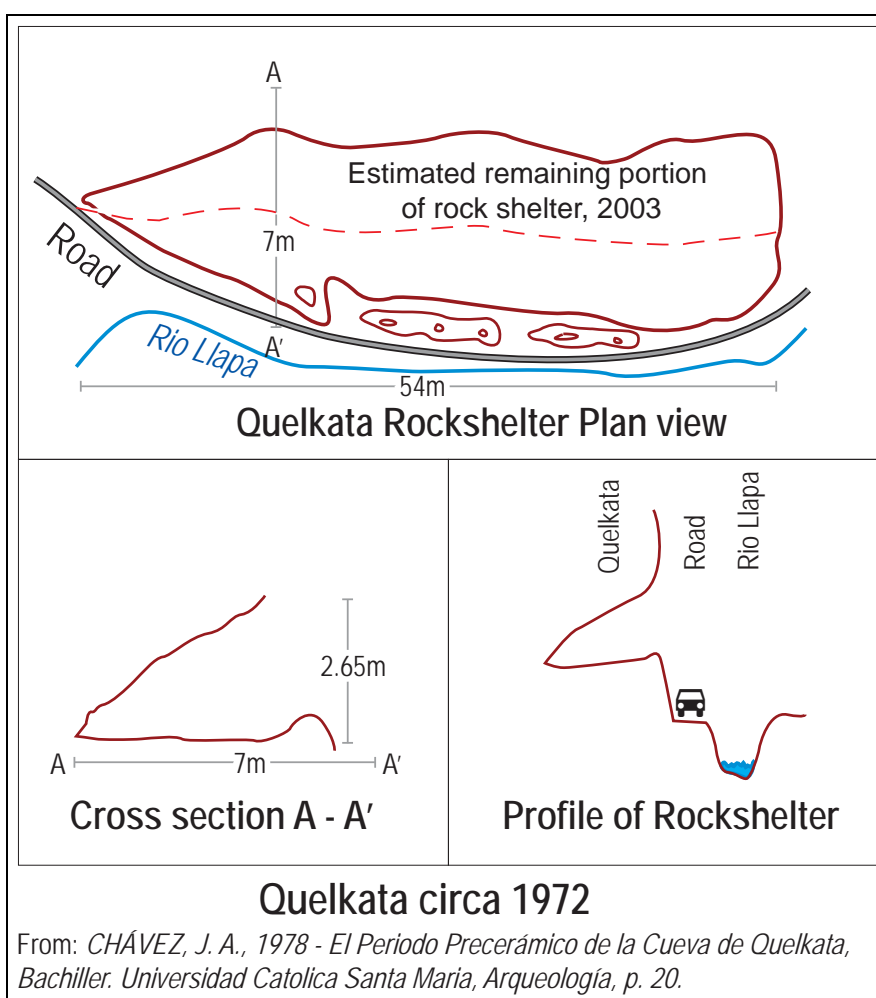 A
Estimated remaining portion
of rock shelter, 2003
7m
Road
A'
Rio Llapa
54m
Quelkata Rockshelter Plan view
2.65m
A
7m
A'
Cross section A - A'
Quelkata
Road
Rio Llapa
Profile of Rockshelter
Quelkata circa 1972
From: CHÁVEZ, J. A., 1978 - El Periodo Precerámico de la Cueva de Quelkata,
Bachiller. Universidad Catolica Santa Maria, Arqueología, p. 20.